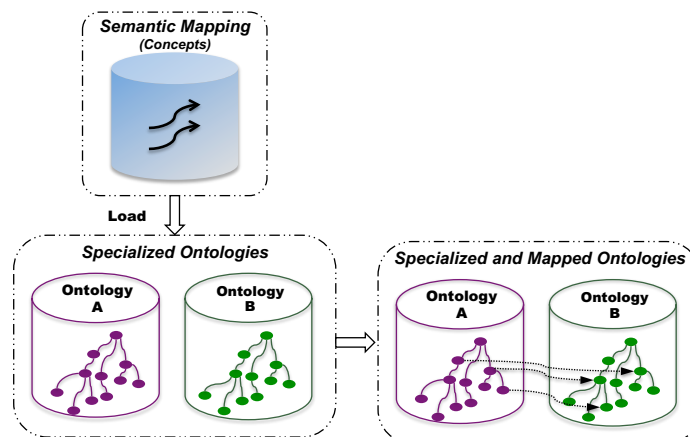 Semantic Mapping
(Concepts)
Load
Specialized Ontologies
Ontology
A
Ontology
B
Specialized and Mapped Ontologies
Ontology
A
Ontology
B